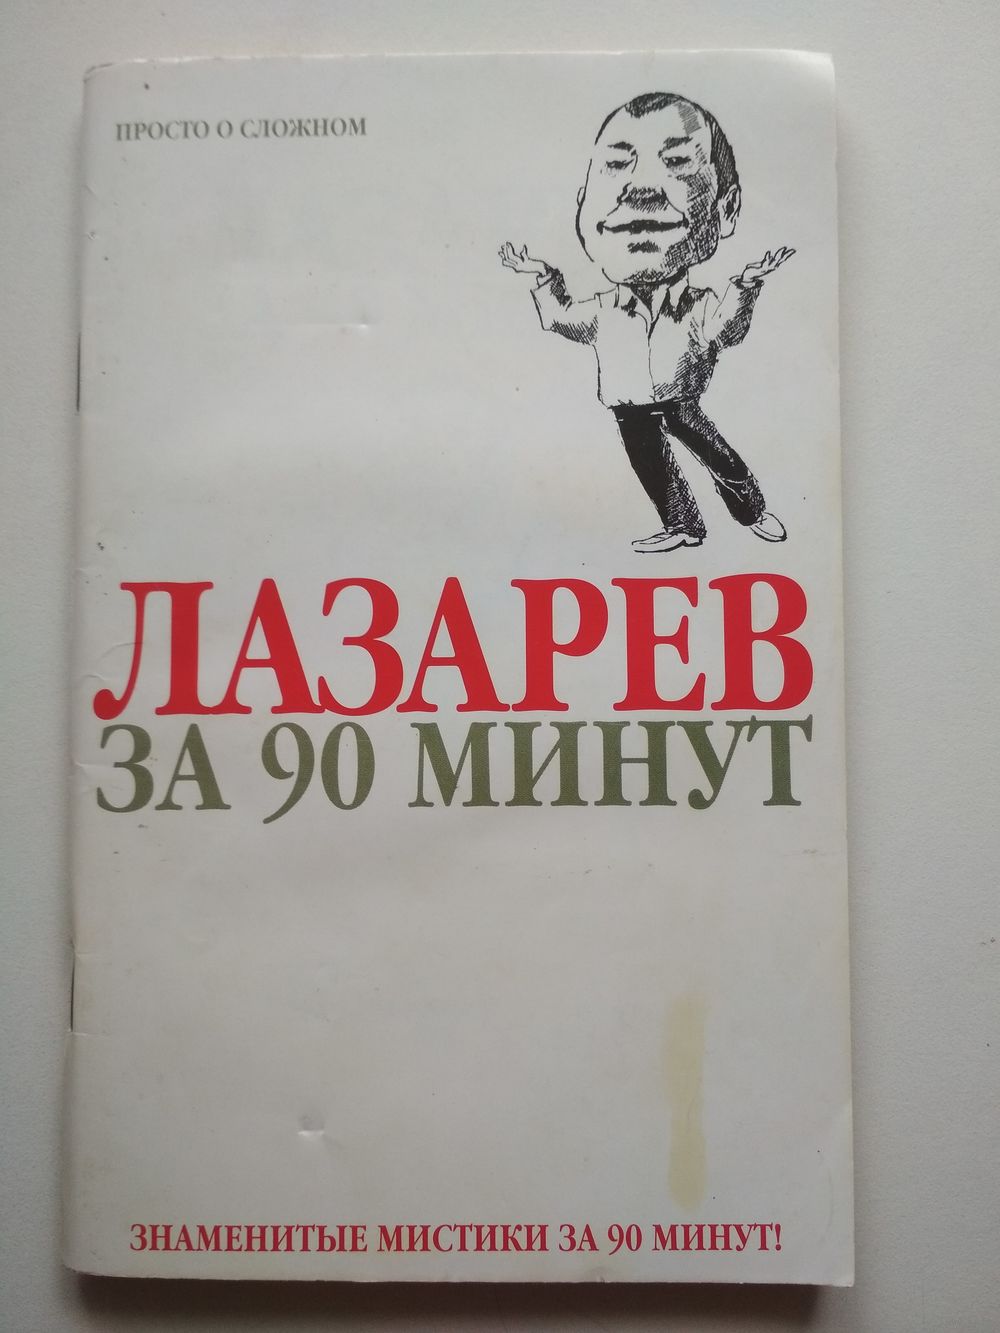 ПРОСТО О СЛОЖНОМ
ЛАЗАРЕВ
ЗА 90 МИНУТ
ЗНАМЕНИТЫЕ МИСТИКИ ЗА 90 МИНУТ!